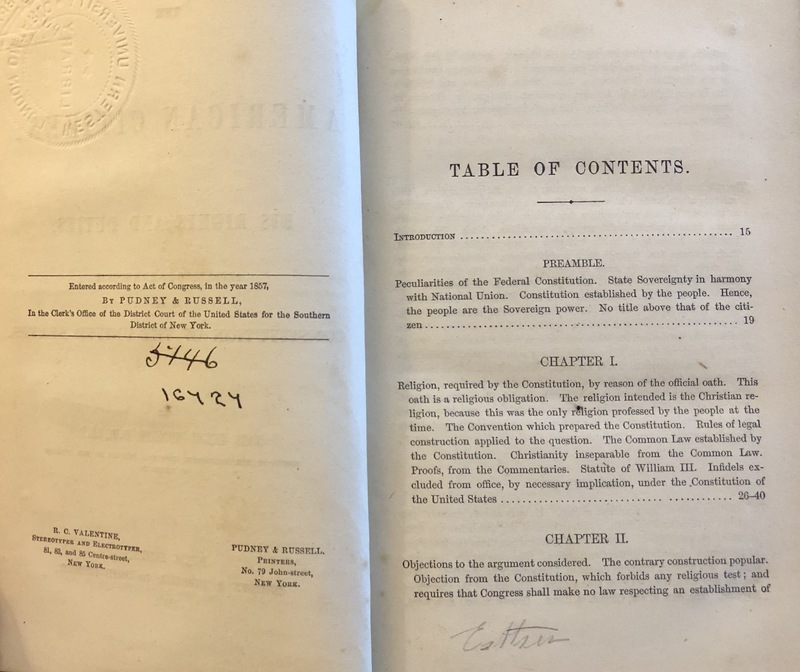 Entered according to Act of Congress, in the year 1857,
BY PUDNEY & RUSSELL,
In the Clerk's Office of the District Court of the United States for the Southern
District of New York.
5746
16424
R. C. VALENTINE,
STEREOTYPER AND ELECTROTYPER,
81, 83, and 85 Centre-street,
NEW YORK.
PUDNEY & RUSSELL.
PRINTERS,
No. 79 John-street,
NEW YORK.
TABLE OF CONTENTS.
INTRODUCTION ........................................ 15
PREAMBLE.
Peculiarities of the Federal Constitution. State Sovereignty in harmony
with National Union. Constitution established by the people. Hence,
the people are the Sovereign power. No title above that of the citi-
zen ........................................ 19
CHAPTER I.
Religion, required by the Constitution, by reason of the official oath. This
oath is a religious obligation. The religion intended is the Christian re-
ligion, because this was the only religion professed by the people at the
time. The Convention which prepared the Constitution. Rules of legal
construction applied to the question. The Common Law established by
the Constitution. Christianity inseparable from the Common Law.
Proofs, from the Commentaries. Statute of William III. Infidels ex-
cluded from office, by necessary implication, under the Constitution of
the United States ........................................ 26-40
CHAPTER II.
Objections to the argument considered. The contrary construction popular.
Objection from the Constitution, which forbids any religious test; and
requires that Congress shall make no law respecting an establishment of